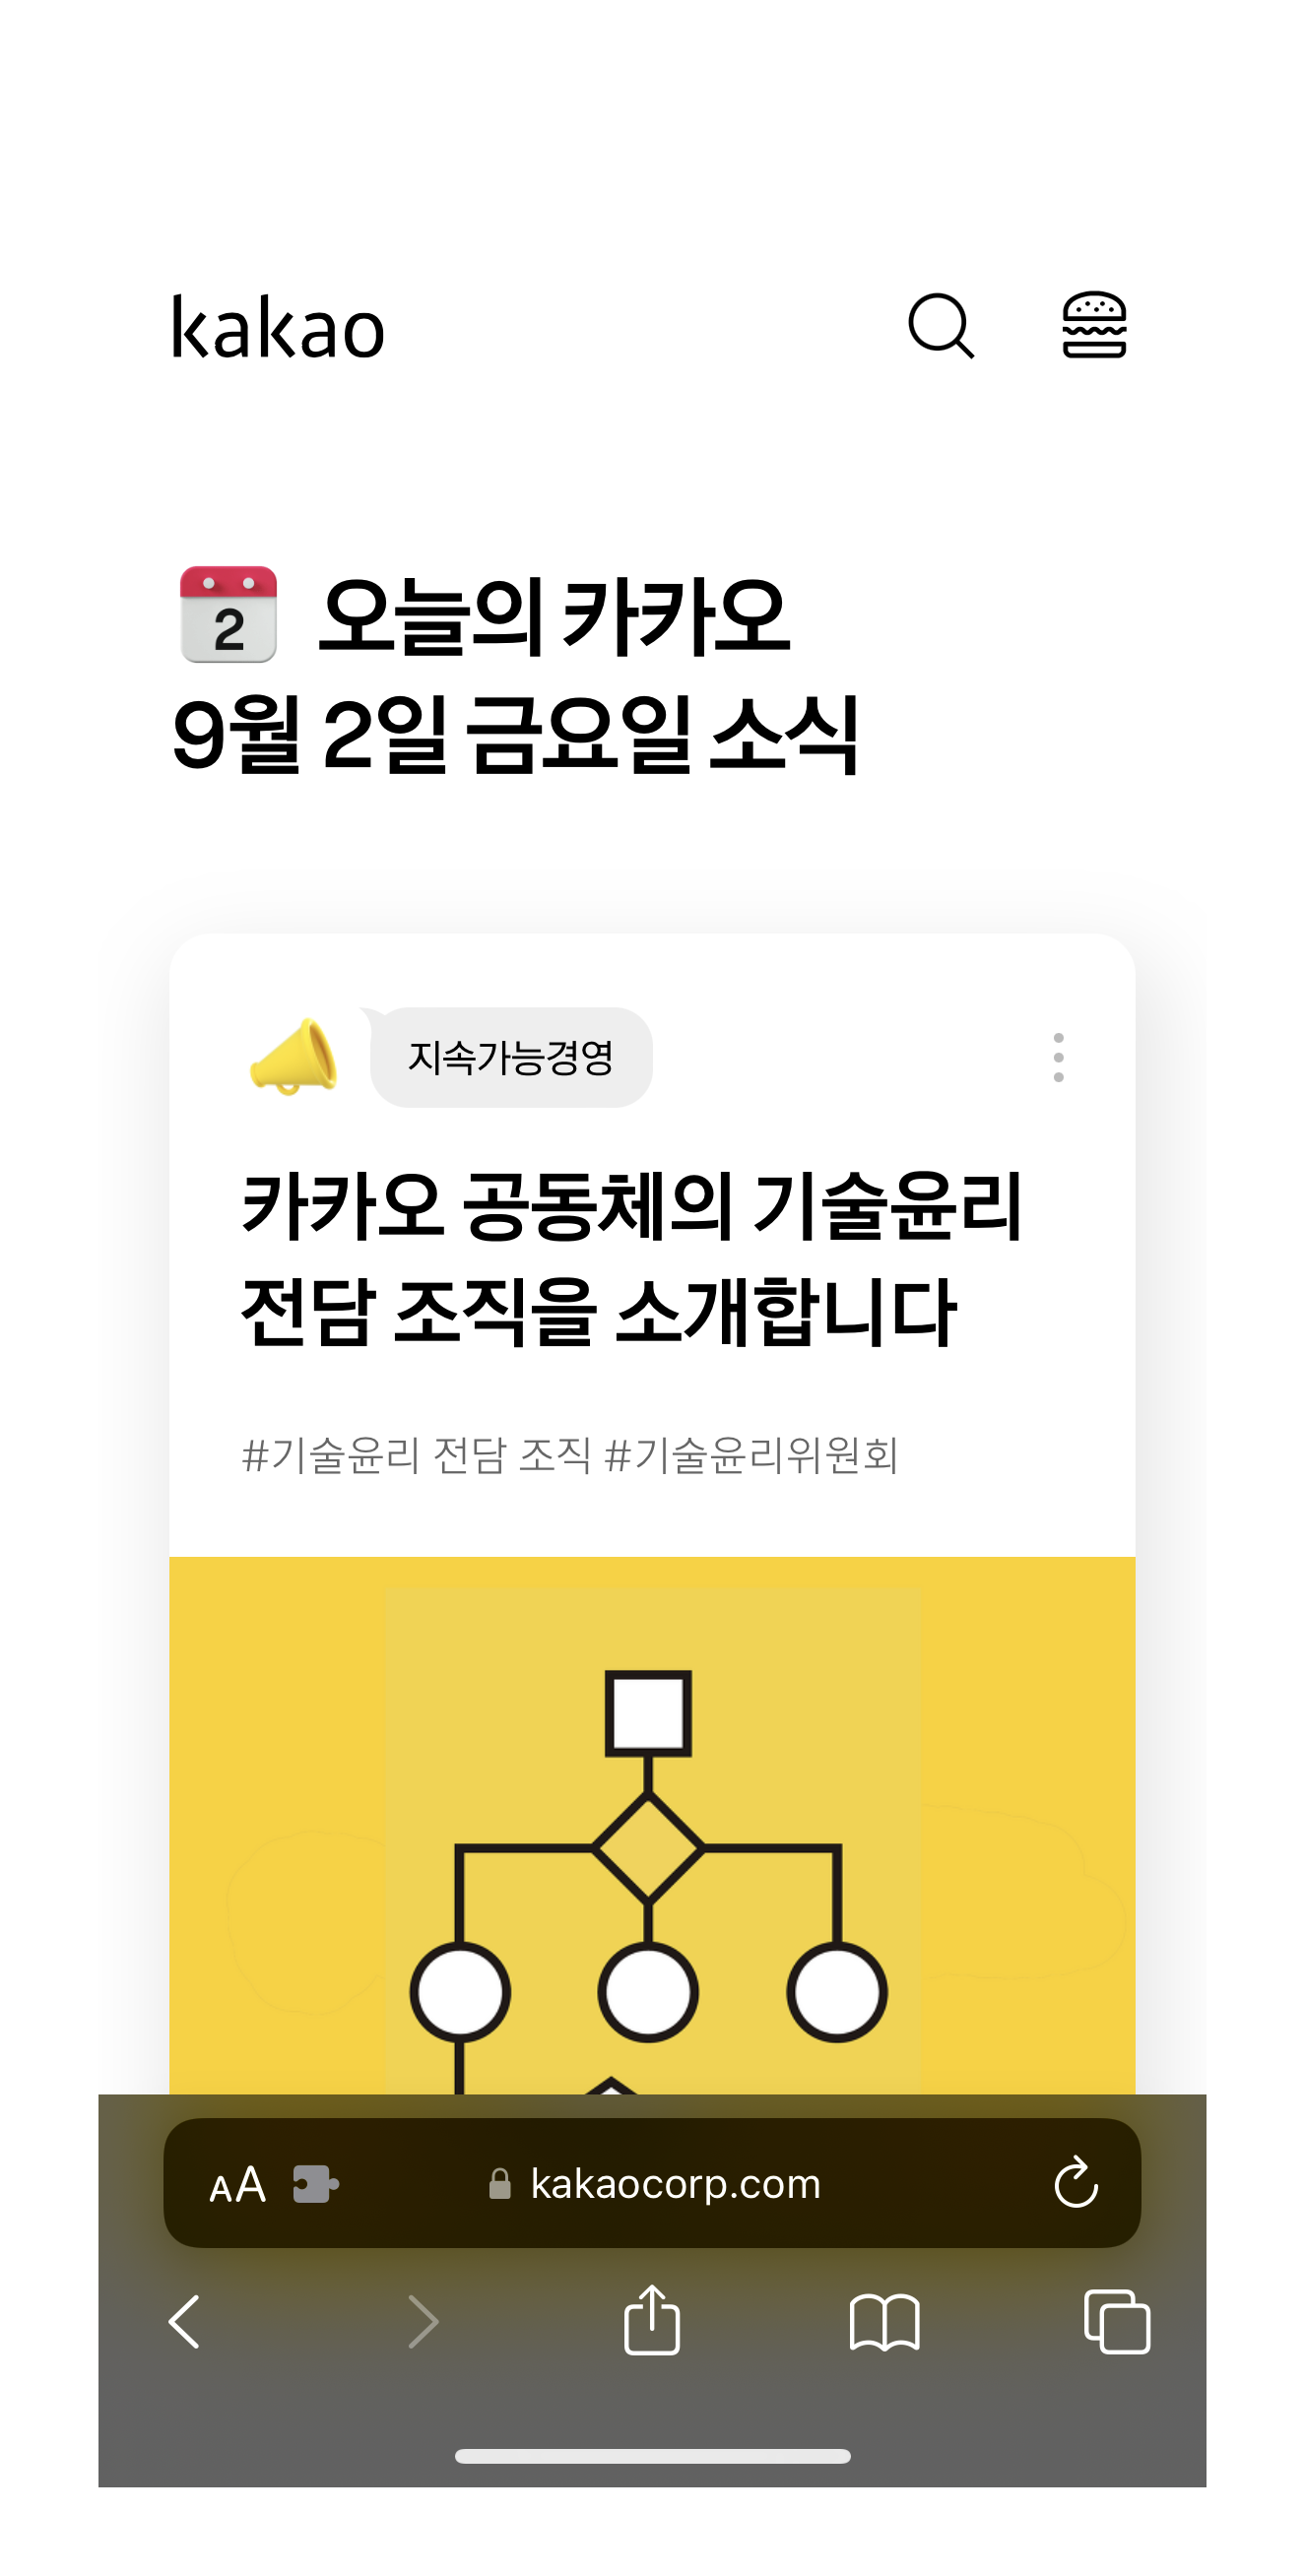 kakao
2 오늘의 카카오
9월 2일 금요일 소식
지속가능경영
카카오 공동체의 기술윤리
전담 조직을 소개합니다
#기술윤리 전담 조직 #기술윤리위원회
AA kakaocorp.com